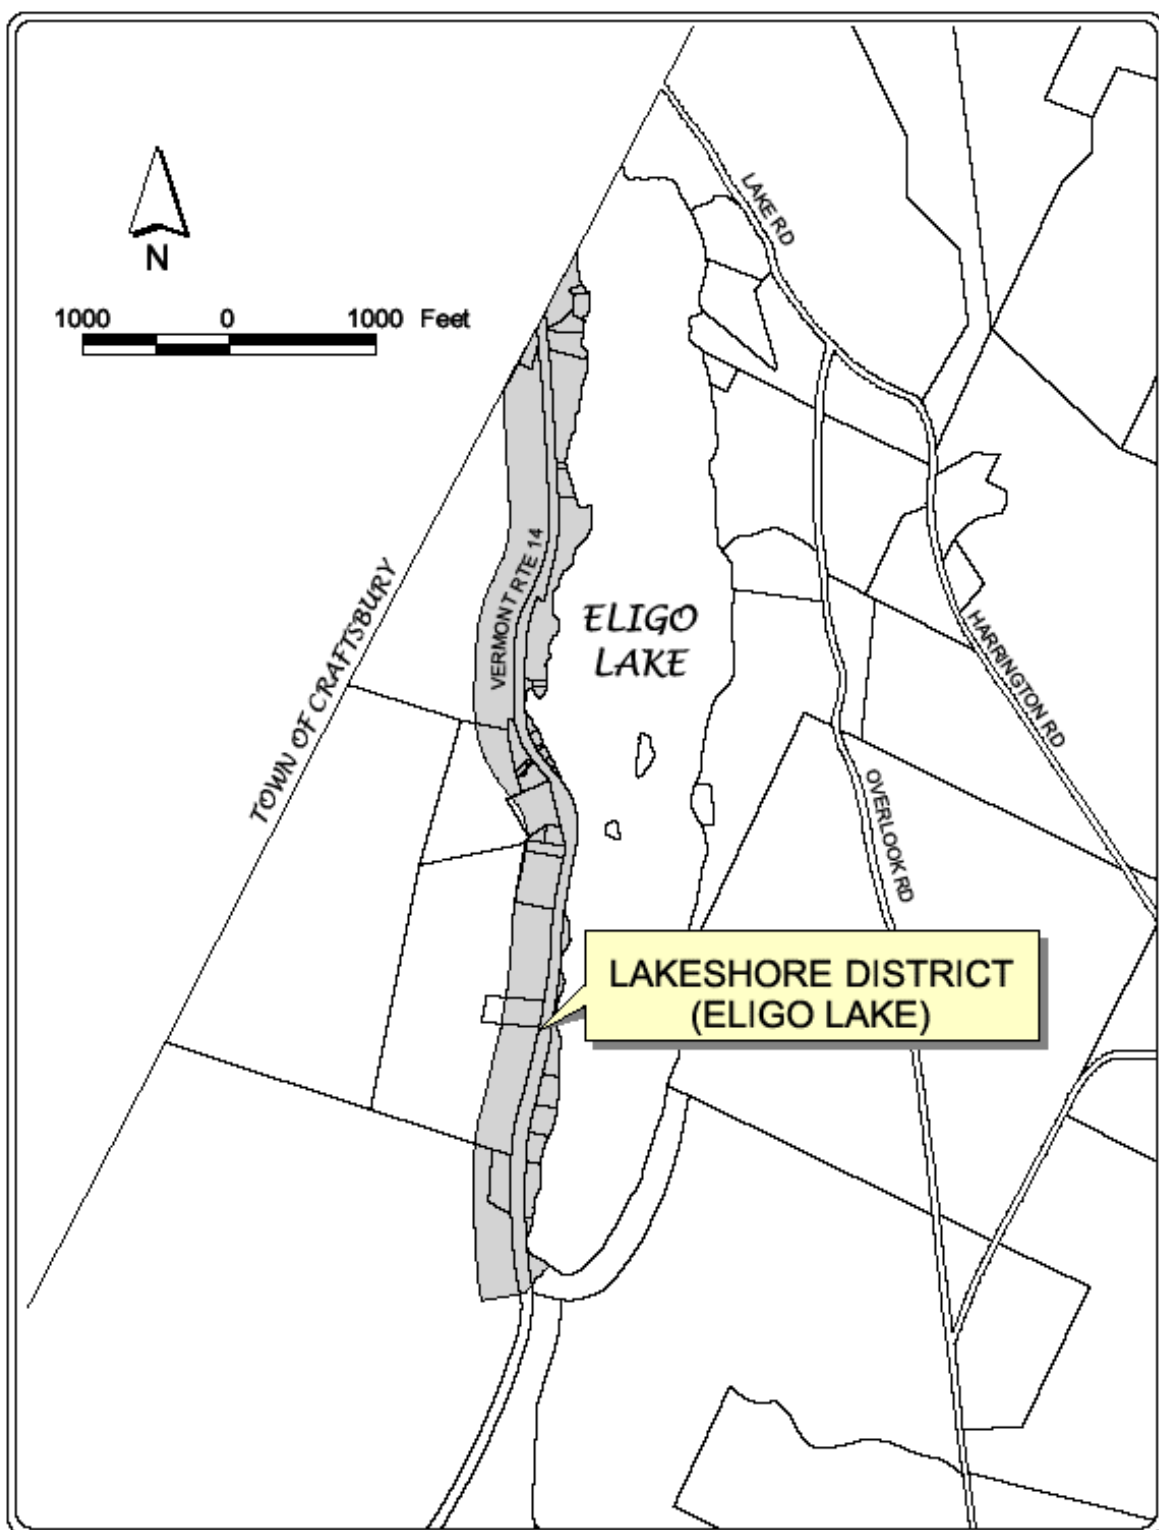 LAKE RD
N
1000 0 1000 Feet
VERMONT RTE 14
TOWN OF CRAFTSBURY
ELIGO
LAKE
HARRINGTON RD
OVERLOOK RD
LAKESHORE DISTRICT
(ELIGO LAKE)